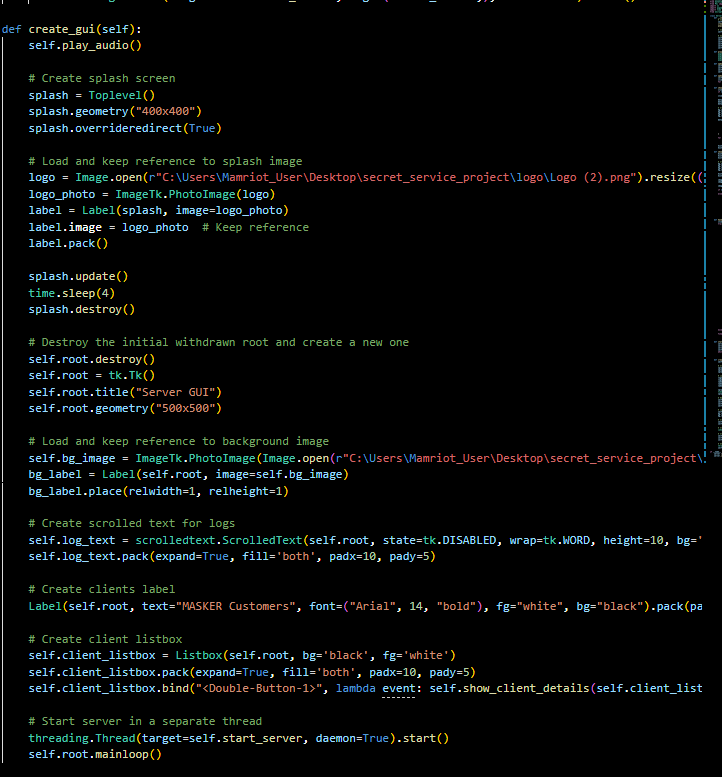 def create_gui(self):
    self.play_audio()

    # Create splash screen
    splash = Toplevel()
    splash.geometry("400x400")
    splash.overrideredirect(True)

    # Load and keep reference to splash image
    logo = Image.open(r"C:\Users\Mamriot_User\Desktop\secret_service_project\logo\Logo (2).png").resize((
    logo_photo = ImageTk.PhotoImage(logo)
    label = Label(splash, image=logo_photo)
    label.image = logo_photo  # Keep reference
    label.pack()

    splash.update()
    time.sleep(4)
    splash.destroy()

    # Destroy the initial withdrawn root and create a new one
    self.root.destroy()
    self.root = tk.Tk()
    self.root.title("Server GUI")
    self.root.geometry("500x500")

    # Load and keep reference to background image
    self.bg_image = ImageTk.PhotoImage(Image.open(r"C:\Users\Mamriot_User\Desktop\secret_service_project\
    bg_label = Label(self.root, image=self.bg_image)
    bg_label.place(relwidth=1, relheight=1)

    # Create scrolled text for logs
    self.log_text = scrolledtext.ScrolledText(self.root, state=tk.DISABLED, wrap=tk.WORD, height=10, bg='
    self.log_text.pack(expand=True, fill='both', padx=10, pady=5)

    # Create clients label
    Label(self.root, text="MASKER Customers", font=("Arial", 14, "bold"), fg="white", bg="black").pack(pa

    # Create client listbox
    self.client_listbox = Listbox(self.root, bg='black', fg='white')
    self.client_listbox.pack(expand=True, fill='both', padx=10, pady=5)
    self.client_listbox.bind("<Double-Button-1>", lambda event: self.show_client_details(self.client_list

    # Start server in a separate thread
    threading.Thread(target=self.start_server, daemon=True).start()
    self.root.mainloop()